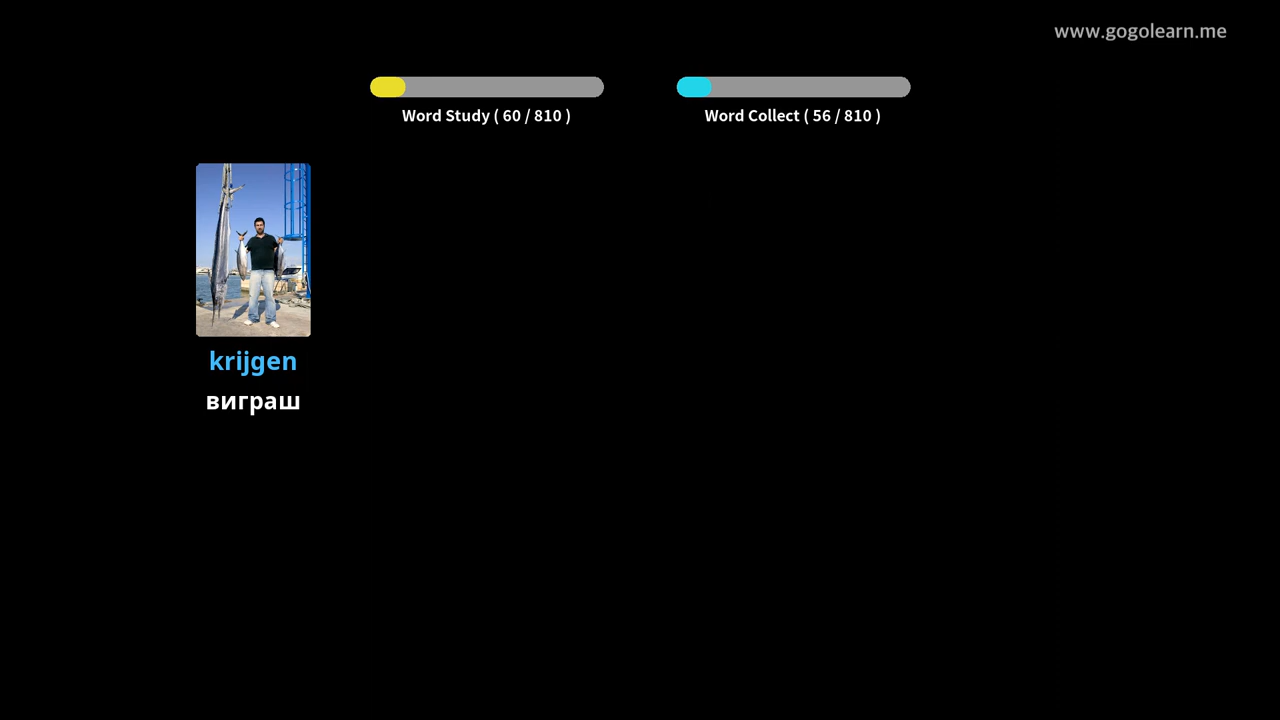 www.gogolearn.me
Word Study ( 60 / 810 )
Word Collect ( 56 / 810 )
krijgen
виграш